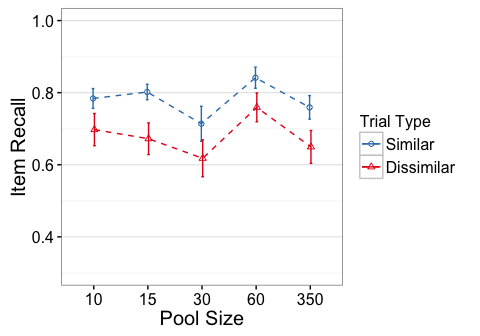 1.0
0.8
0.6
0.4
Item Recall
10 15 30 60 350
Pool Size
Trial Type
Similar
Dissimilar